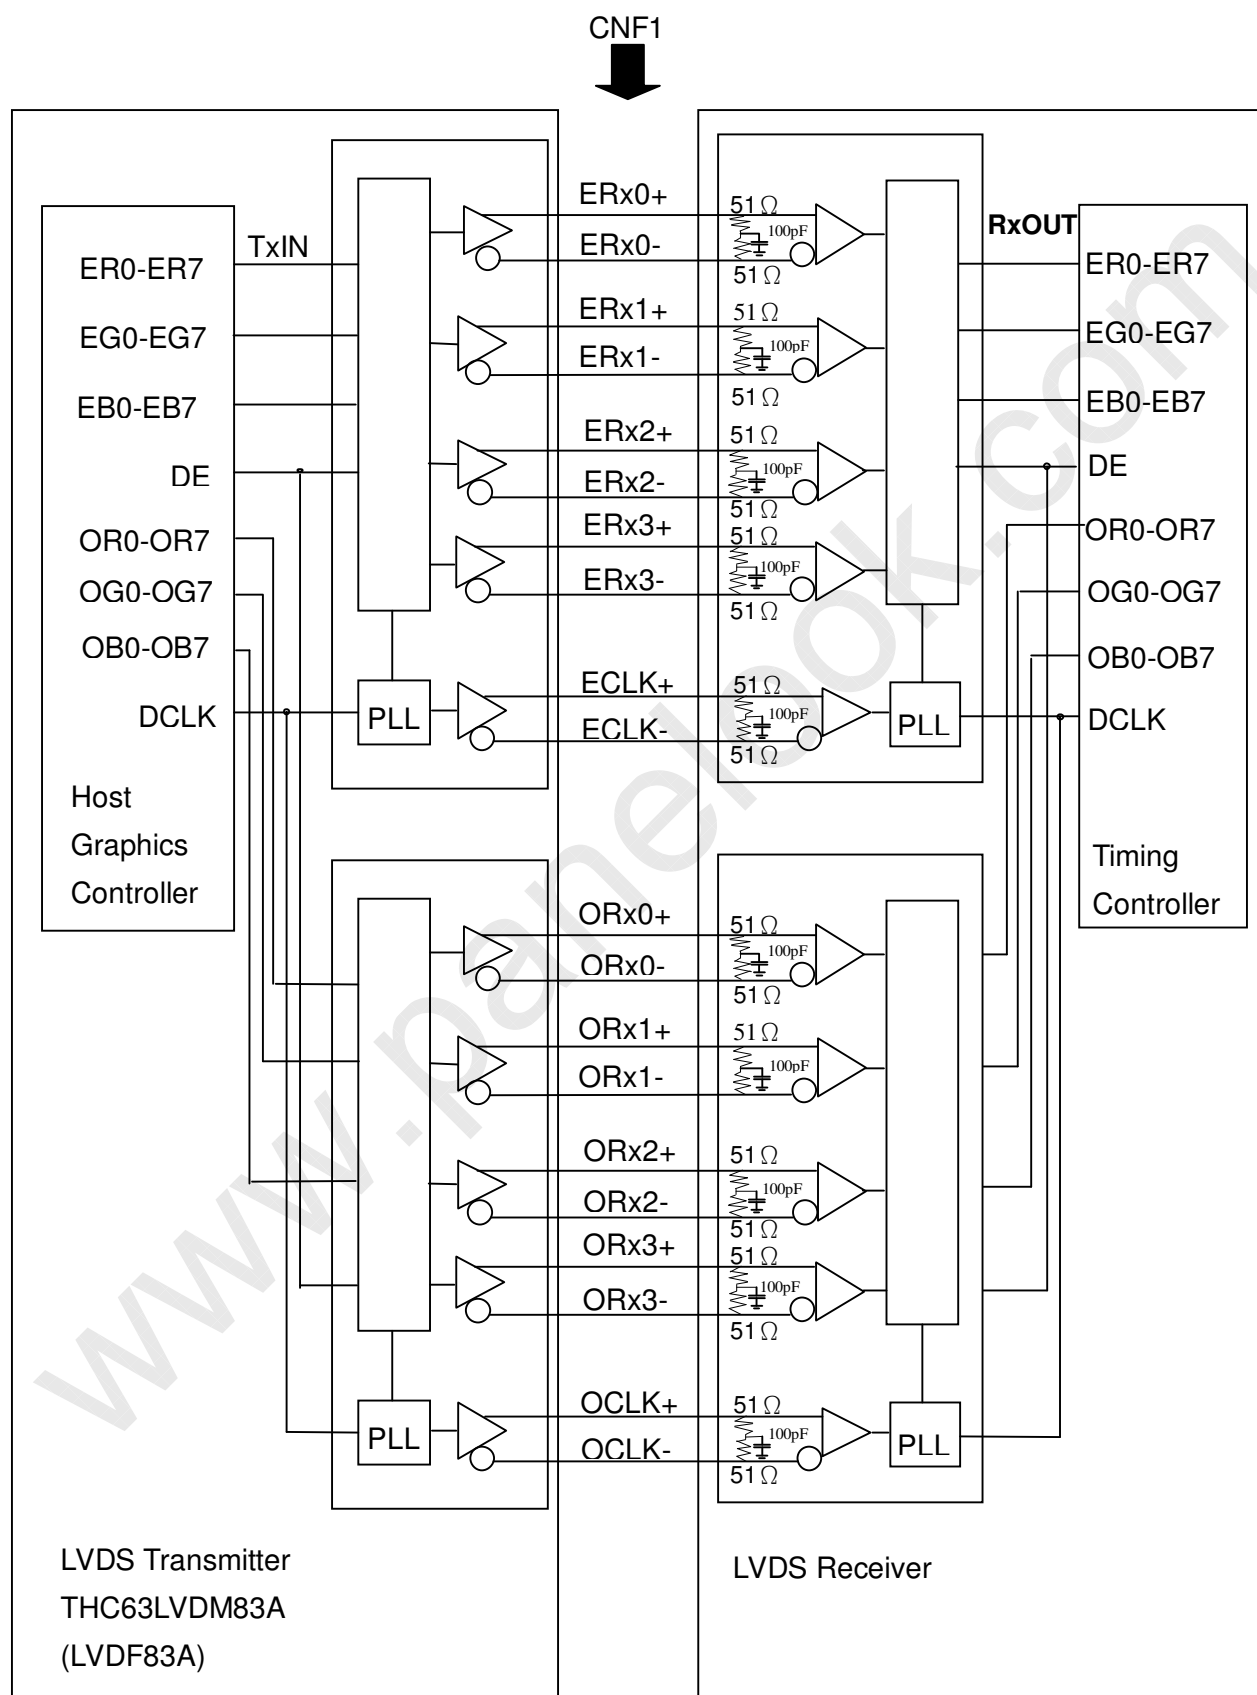 CNF1
Host
Graphics
Controller
ER0-ER7
EG0-EG7
EB0-EB7
DE
OR0-OR7
OG0-OG7
OB0-OB7
DCLK
TxIN
PLL
PLL
ERx0+
ERx0-
ERx1+
ERx1-
ERx2+
ERx2-
ERx3+
ERx3-
ECLK+
ECLK-
ORx0+
ORx0-
ORx1+
ORx1-
ORx2+
ORx2-
ORx3+
ORx3-
OCLK+
OCLK-
51Ω
100pF
51Ω
51Ω
100pF
51Ω
51Ω
100pF
51Ω
51Ω
100pF
51Ω
51Ω
100pF
51Ω
51Ω
100pF
51Ω
51Ω
100pF
51Ω
100pF
51Ω
51Ω
100pF
51Ω
51Ω
100pF
51Ω
PLL
PLL
RxOUT
ER0-ER7
EG0-EG7
EB0-EB7
DE
OR0-OR7
OG0-OG7
OB0-OB7
DCLK
Timing
Controller
LVDS Transmitter
THC63LVDM83A
(LVDF83A)
LVDS Receiver
www.panelook.com